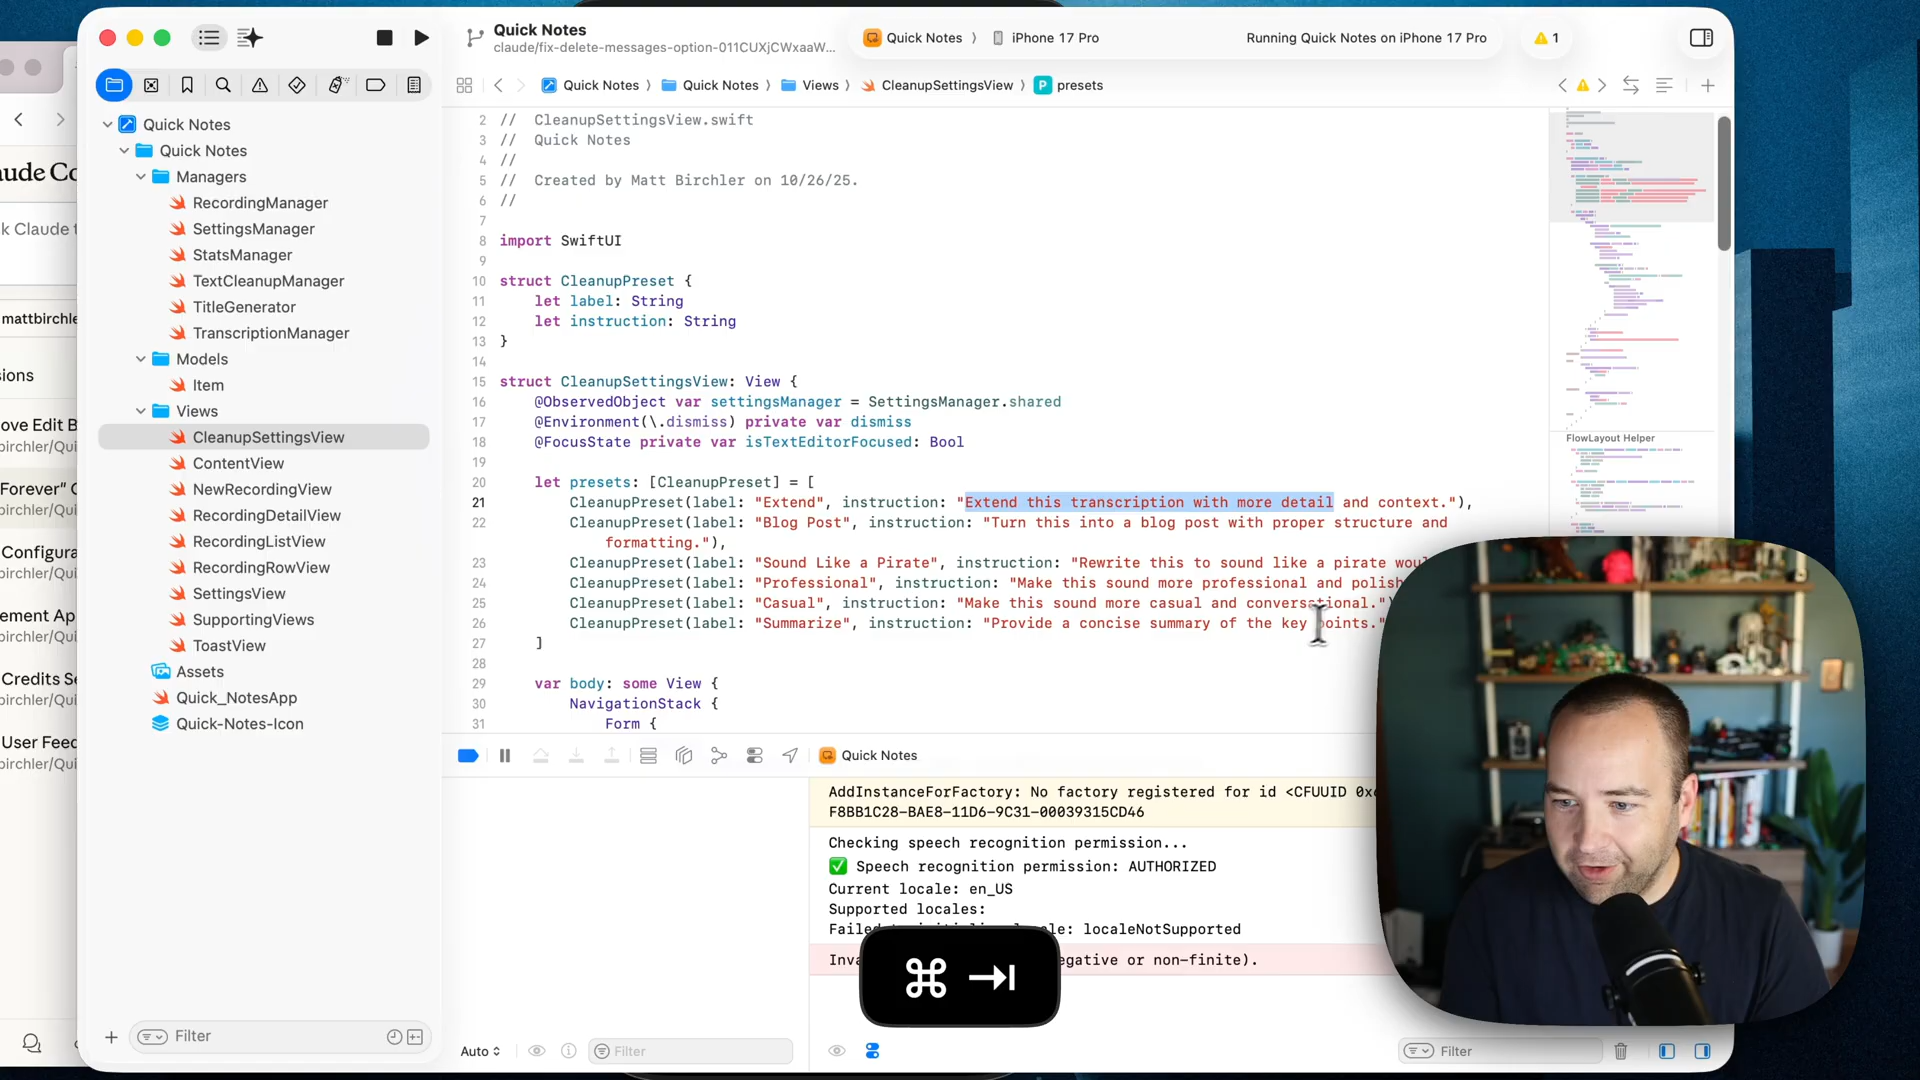 Quick Notes
claude/fix-delete-messages-option-011CUXjCWxaaW...
Quick Notes
iPhone 17 Pro
Running Quick Notes on iPhone 17 Pro
1
Quick Notes
Quick Notes
Views
CleanupSettingsView
P presets
Quick Notes
Quick Notes
Managers
RecordingManager
SettingsManager
StatsManager
TextCleanupManager
TitleGenerator
TranscriptionManager
Models
Item
Views
CleanupSettingsView
ContentView
NewRecordingView
RecordingDetailView
RecordingListView
RecordingRowView
SettingsView
SupportingViews
ToastView
Assets
Quick_NotesApp
Quick-Notes-Icon
Filter
2 // CleanupSettingsView.swift
3 // Quick Notes
4 //
5 // Created by Matt Birchler on 10/26/25.
6 //
7
8 import SwiftUI
9
10 struct CleanupPreset {
11 let label: String
12 let instruction: String
13 }
14
15 struct CleanupSettingsView: View {
16 @ObservedObject var settingsManager = SettingsManager.shared
17 @Environment(\.dismiss) private var dismiss
18 @FocusState private var isTextEditorFocused: Bool
19
20 let presets: [CleanupPreset] = [
21 CleanupPreset(label: "Extend", instruction: "Extend this transcription with more detail and context."),
22 CleanupPreset(label: "Blog Post", instruction: "Turn this into a blog post with proper structure and
formatting."),
23 CleanupPreset(label: "Sound Like a Pirate", instruction: "Rewrite this to sound like a pirate
24 CleanupPreset(label: "Professional", instruction: "Make this sound more professional and
25 CleanupPreset(label: "Casual", instruction: "Make this sound more casual and conversational."
26 CleanupPreset(label: "Summarize", instruction: "Provide a concise summary of the key points."
27 ]
28
29 var body: some View {
30 NavigationStack {
31 Form {
FlowLayout Helper
Quick Notes
AddInstanceForFactory: No factory registered for id <CFUUID
F8BB1C28-BAE8-11D6-9C31-00039315CD46
Checking speech recognition permission...
✅ Speech recognition permission: AUTHORIZED
Current locale: en_US
Supported locales:
localeNotSupported
or non-finite).
⌘ ⇥
Auto
Filter
Filter
k Claude
mattbirchle